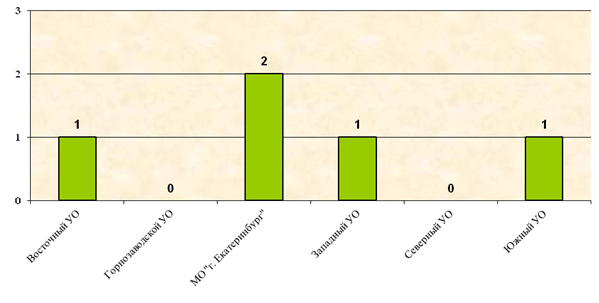 3
2
1
0
1
0
2
1
0
1
Восточный УО
Горнозаводской УО
МО "г. Екатеринбург"
Западный УО
Северный УО
Южный УО